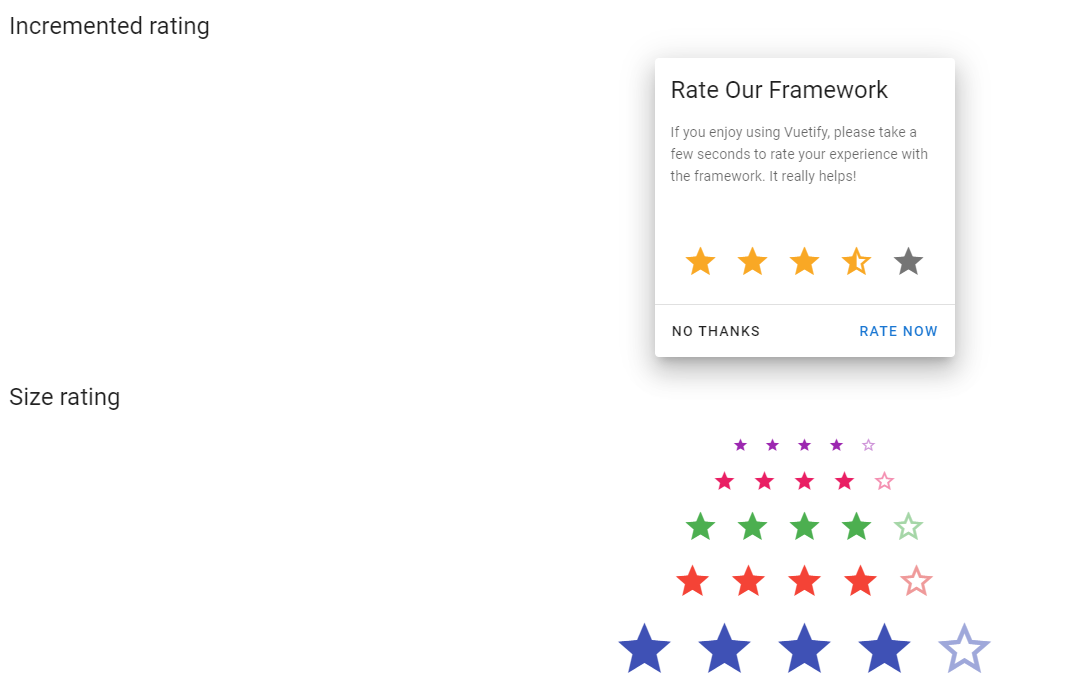 Incremented rating
Rate Our Framework
If you enjoy using Vuetify, please take a
few seconds to rate your experience with
the framework. It really helps!
NO THANKS
RATE NOW
Size rating